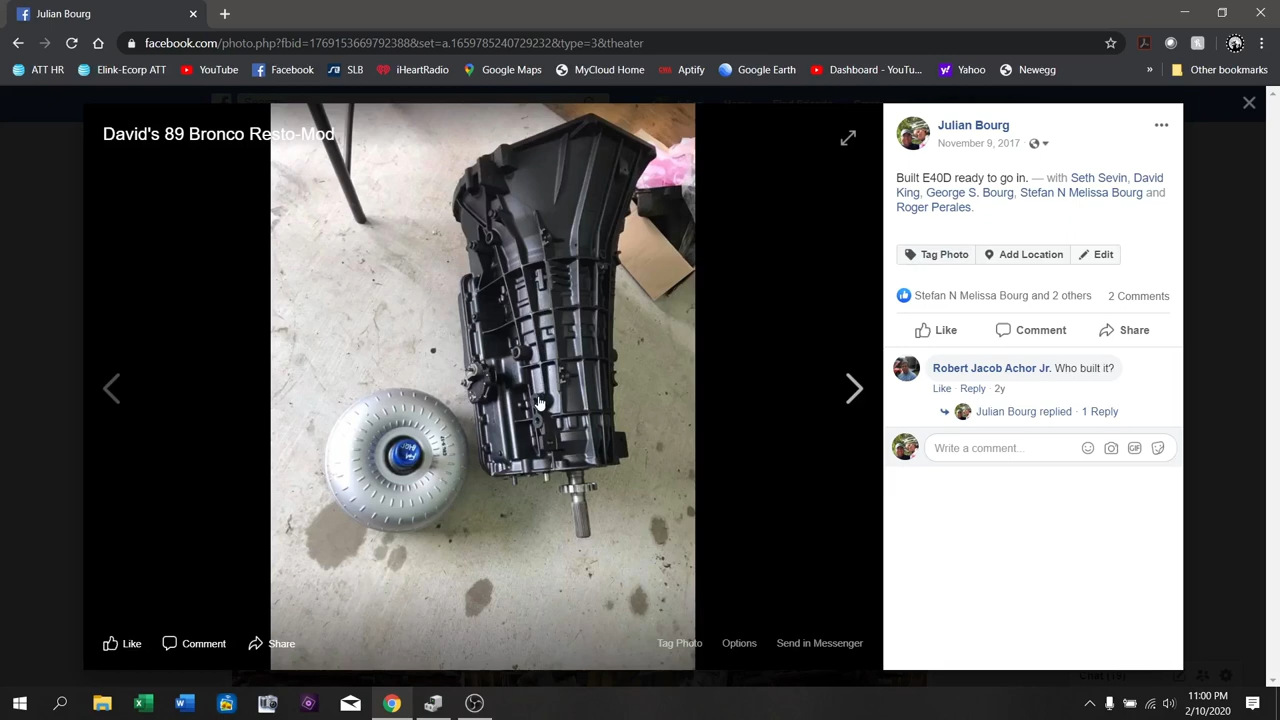 Julian Bourg
facebook.com/photo.php?fbid=1769153669792388&set=a.1659785240729232&type=3&theater
ATT HR
Elink-Ecorp ATT
YouTube
Facebook
SLB
iHeartRadio
Google Maps
MyCloud Home
Aptify
Google Earth
Dashboard - YouTu...
Yahoo
Newegg
»
Other bookmarks
David's 89 Bronco Resto-Mod
Julian Bourg
November 9, 2017 ·
Built E40D ready to go in. — with Seth Sevin, David
King, George S. Bourg, Stefan N Melissa Bourg and
Roger Perales.
Tag Photo
Add Location
Edit
Stefan N Melissa Bourg and 2 others
2 Comments
Like
Comment
Share
Robert Jacob Achor Jr. Who built it?
Like · Reply · 2y
Julian Bourg replied · 1 Reply
Write a comment...
GIF
Like
Comment
Share
Tag Photo
Options
Send in Messenger
Chat (19)
11:00 PM
2/10/2020